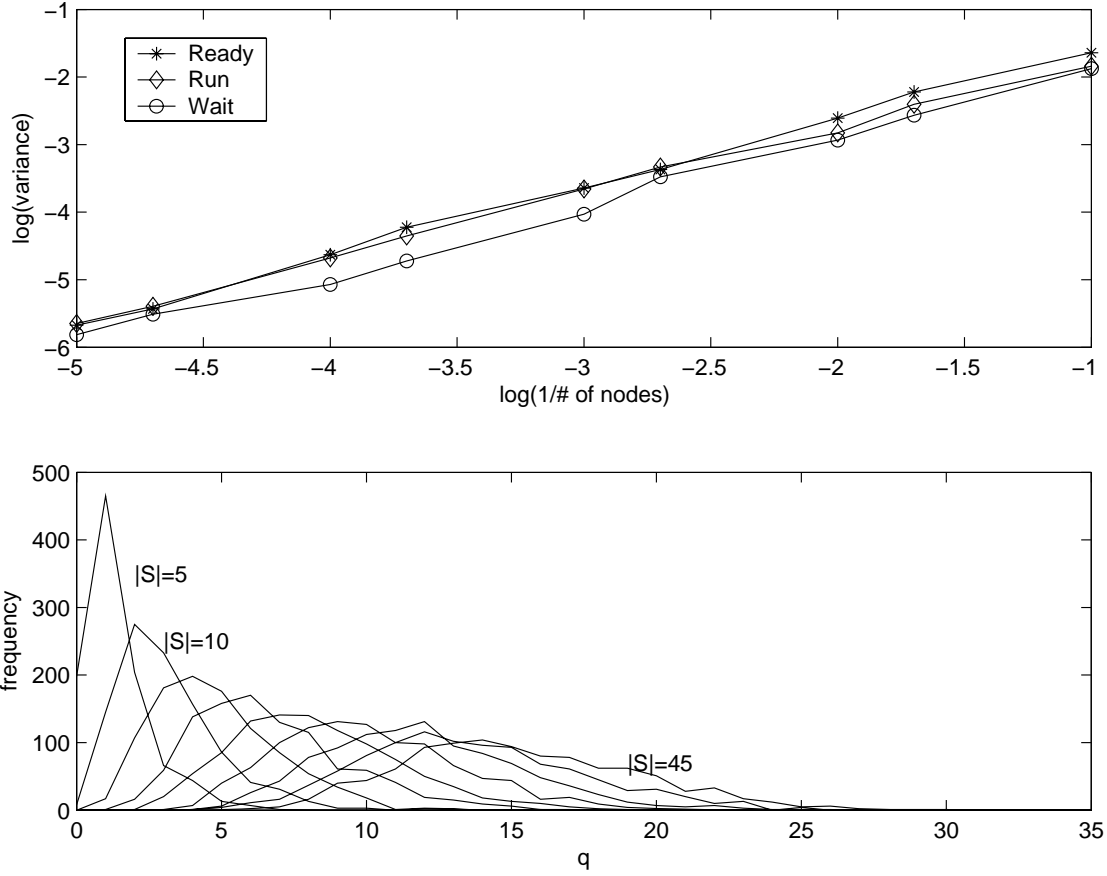 −1
−2
−3
−4
−5
−6
log(variance)
Ready
Run
Wait
−5 −4.5 −4 −3.5 −3 −2.5 −2 −1.5 −1
log(1/# of nodes)
500
400
300
200
100
0
frequency
|S|=5
|S|=10
|S|=45
0 5 10 15 20 25 30 35
q